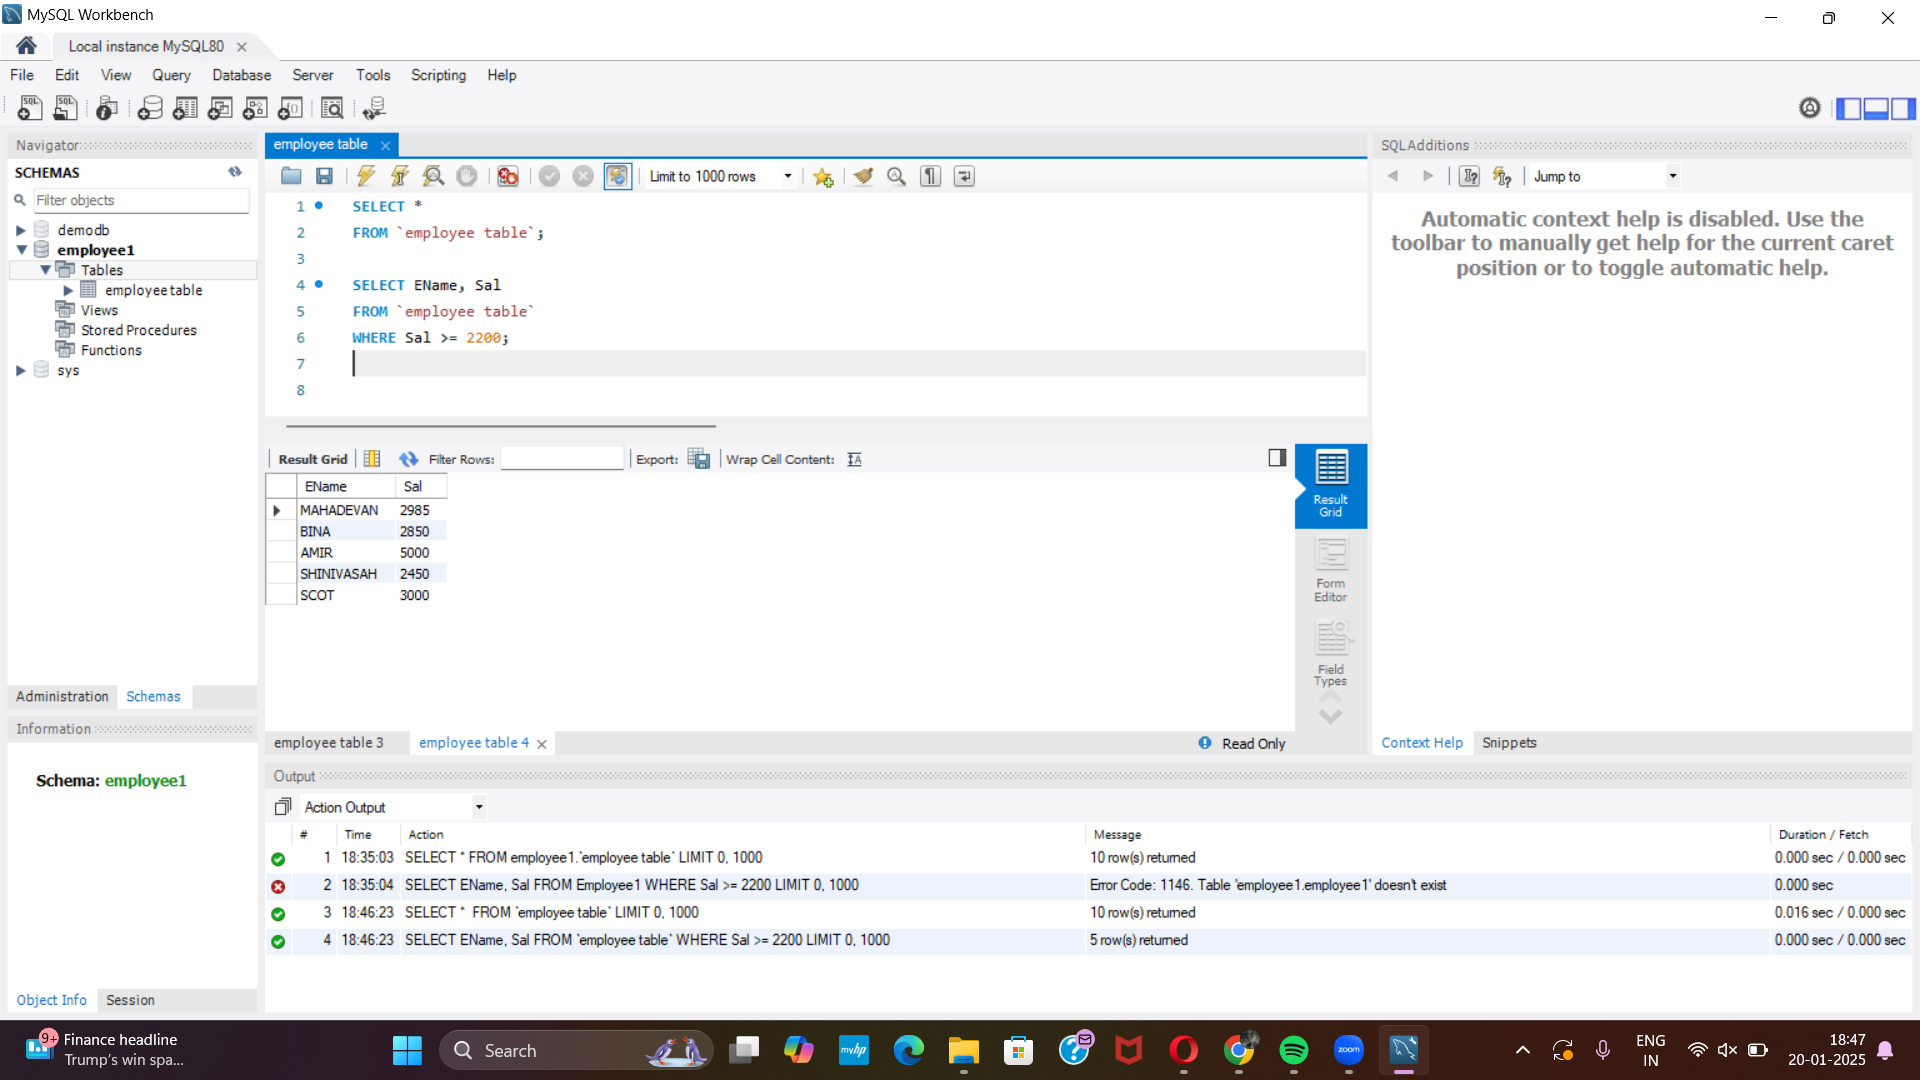 MySQL Workbench
Local instance MySQL80
File Edit View Query Database Server Tools Scripting Help
Navigator
SCHEMAS
Filter objects
demodb
employee1
Tables
employee table
Views
Stored Procedures
Functions
sys
Administration Schemas
Information
Schema: employee1
Object Info Session
employee table
Limit to 1000 rows
1 SELECT *
2 FROM `employee table`;
3
4 SELECT EName, Sal
5 FROM `employee table`
6 WHERE Sal >= 2200;
7
8
Result Grid Filter Rows: Export: Wrap Cell Content:
EName Sal
MAHADEVAN 2985
BINA 2850
AMIR 5000
SHINIVASAH 2450
SCOT 3000
Result
Grid
Form
Editor
Field
Types
employee table 3 employee table 4 Read Only
SQLAdditions
Jump to
Automatic context help is disabled. Use the
toolbar to manually get help for the current caret
position or to toggle automatic help.
Context Help Snippets
Output
Action Output
# Time Action Message Duration / Fetch
1 18:35:03 SELECT * FROM employee1.`employee table` LIMIT 0, 1000 10 row(s) returned 0.000 sec / 0.000 sec
2 18:35:04 SELECT EName, Sal FROM Employee1 WHERE Sal >= 2200 LIMIT 0, 1000 Error Code: 1146. Table 'employee1.employee1' doesn't exist 0.000 sec
3 18:46:23 SELECT * FROM `employee table` LIMIT 0, 1000 10 row(s) returned 0.016 sec / 0.000 sec
4 18:46:23 SELECT EName, Sal FROM `employee table` WHERE Sal >= 2200 LIMIT 0, 1000 5 row(s) returned 0.000 sec / 0.000 sec
9+
Finance headline
Trump's win spa...
Search
myhp
zoom
ENG
IN
18:47
20-01-2025